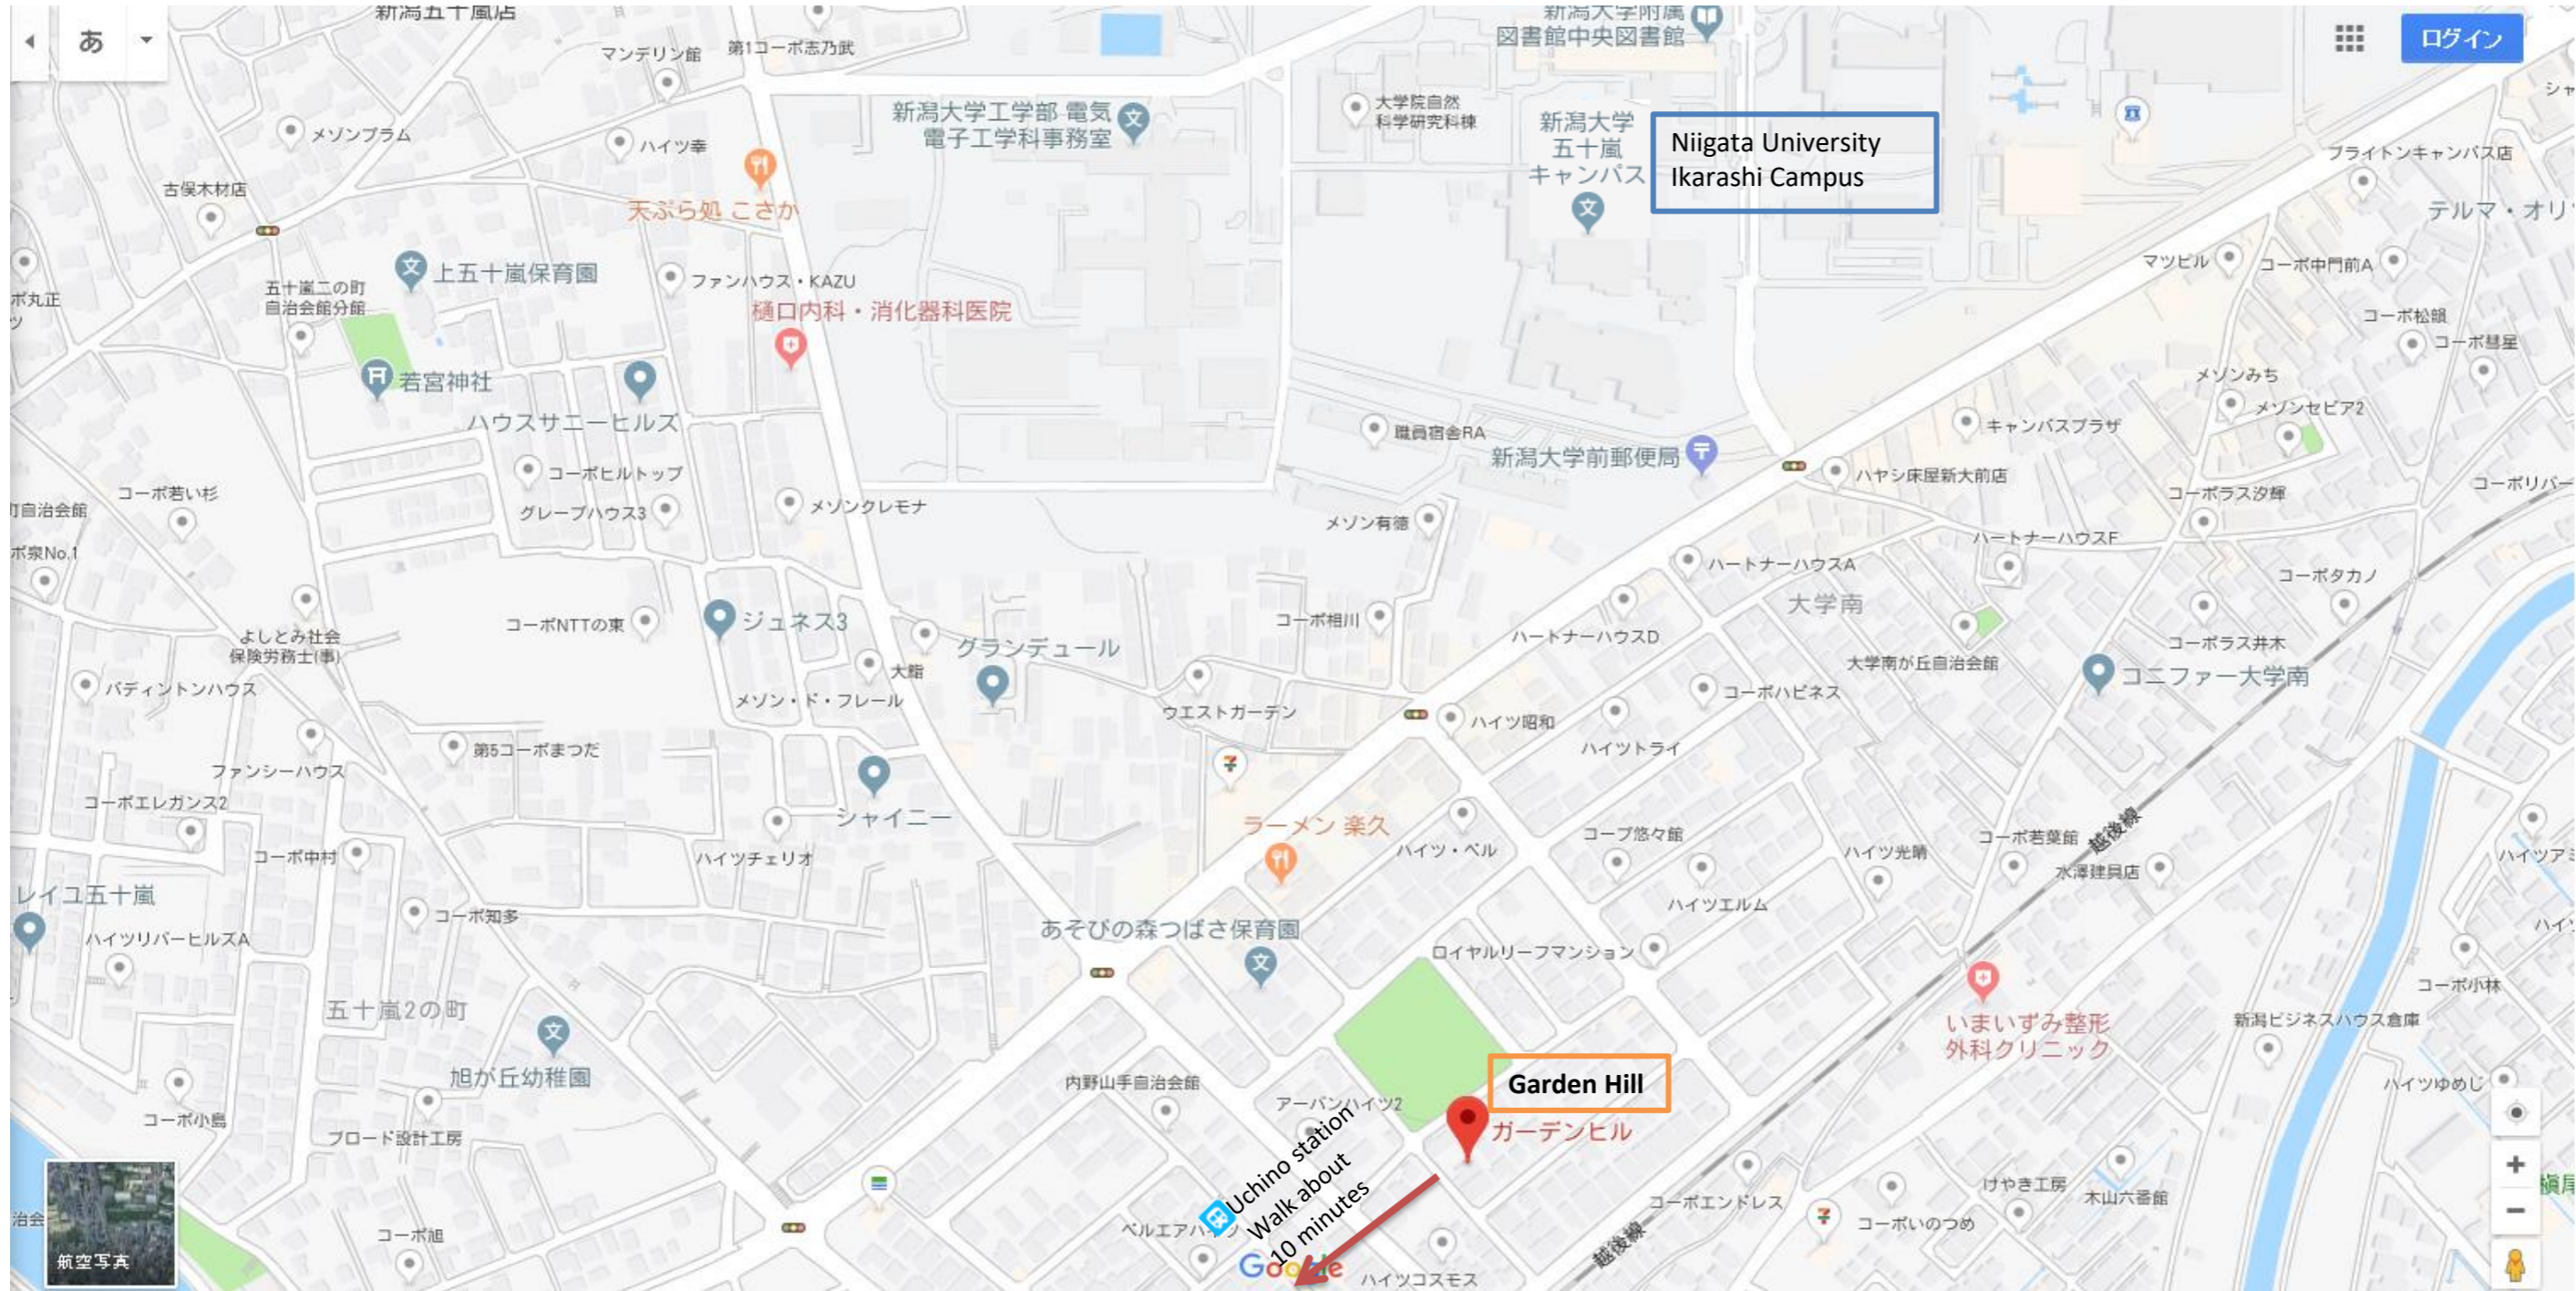 新潟五十嵐店
あ
マンデリン館
第1コーポ志乃武
新潟大学附属
図書館中央図書館
ログイン
メゾンプラム
ハイツ幸
新潟大学工学部 電気
電子工学科事務室
大学院自然
科学研究科棟
新潟大学
五十嵐
キャンパス
Niigata University
Ikarashi Campus
ブライトンキャンパス店
古俣木材店
天ぷら処 こさか
テルマ・オリ
上五十嵐保育園
ファンハウス・KAZU
マツビル
コーポ中門前A
ポ丸正
ツ
五十嵐二の町
自治会館分館
樋口内科・消化器科医院
コーポ松韻
コーポ彗星
若宮神社
ハウスサニーヒルズ
メゾンみち
メゾンセピア2
職員宿舎RA
キャンパスプラザ
新潟大学前郵便局
コーポヒルトップ
ハヤシ床屋新大前店
コーポ若い杉
グレープハウス3
メゾンクレモナ
コーポラス汐輝
コーポリバー
町自治会館
メゾン有徳
ハートナーハウスF
ポ泉No.1
ハートナーハウスA
コーポタカノ
大学南
コーポNTTの東
ジュネス3
コーポ相川
よしとみ社会
保険労務士(事)
グランデュール
ハートナーハウスD
コーポラス井木
大学南が丘自治会館
大鮨
コニファー大学南
パディントンハウス
メゾン・ド・フレール
ウエストガーデン
コーポハピネス
ハイツ昭和
ハイツトライ
第5コーポまつだ
ファンシーハウス
コーポエレガンス2
シャイニー
ラーメン 楽久
コープ悠々館
コーポ若葉館
越後線
コーポ中村
ハイツチェリオ
ハイツ・ベル
ハイツ光晴
水澤建具店
ハイツアミ
レイユ五十嵐
コーポ知多
ハイツエルム
あそびの森つばさ保育園
ハイツリバーヒルズA
ロイヤルリーフマンション
ハイツ
コーポ小林
五十嵐2の町
いまいずみ整形
外科クリニック
新潟ビジネスハウス倉庫
旭が丘幼稚園
内野山手自治会館
Garden Hill
ハイツゆめじ
アーバンハイツ2
コーポ小島
ブロード設計工房
ガーデンヒル
Uchino station
Walk about
10 minutes
コーポエンドレス
けやき工房
木山六番館
槇尾
治会
コーポ旭
ベルエアハイツ
コーポいのつめ
越後線
航空写真
Google
ハイツコスモス